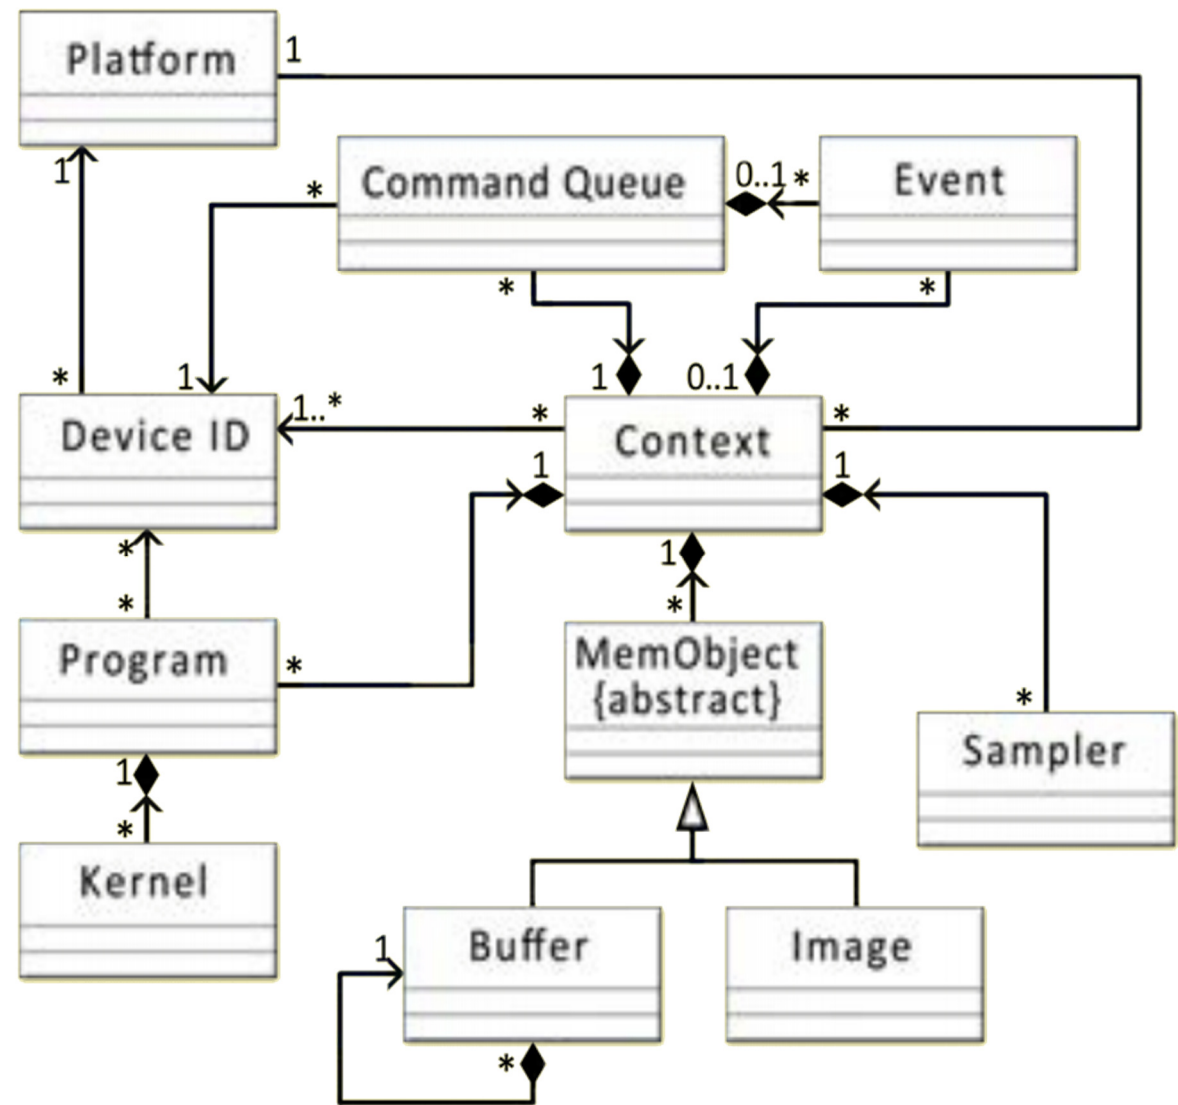 Platform
1
1
Command Queue
0..1
*
Event
*
*
*
*
1
1
0..1
Device ID
1..*
*
Context
*
1
1
*
*
1
*
Program
*
MemObject
{abstract}
*
Sampler
1
*
Kernel
1
Buffer
Image
*